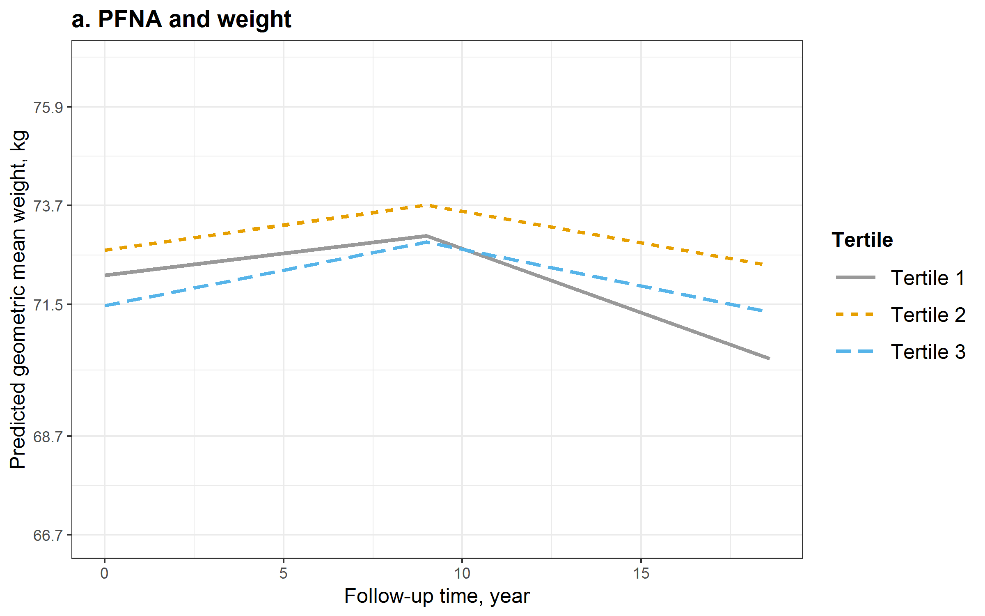 a. PFNA and weight
Predicted geometric mean weight, kg
75.9
73.7
71.5
68.7
66.7
0
5
10
15
Follow-up time, year
Tertile
Tertile 1
Tertile 2
Tertile 3